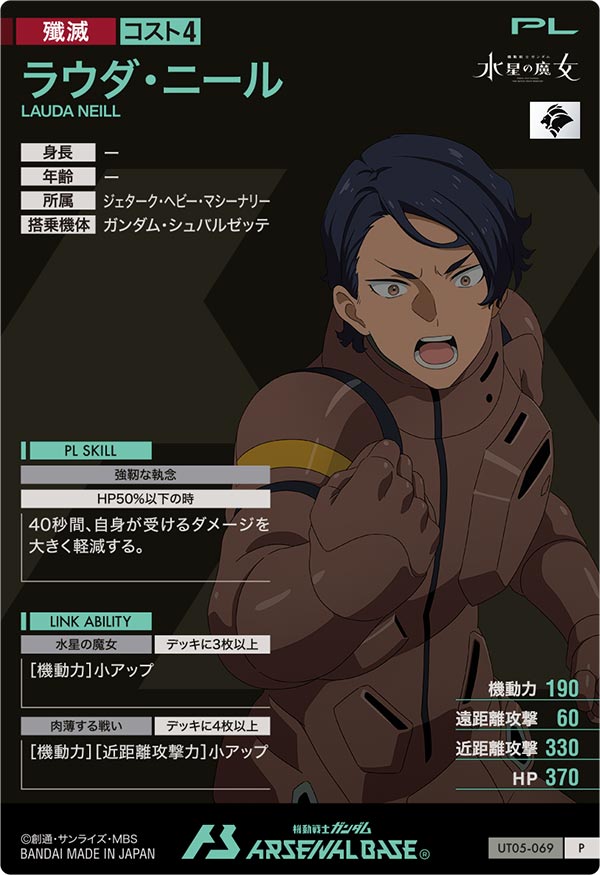 殲滅 コスト4 PL
ラウダ・ニール
LAUDA NEILL
機動戦士ガンダム
水星の魔女
身長 ー
年齢 ー
所属 ジェターク・ヘビー・マシーナリー
搭乗機体 ガンダム・シュバルゼッテ
PL SKILL
強靭な執念
HP50%以下の時
40秒間、自身が受けるダメージを
大きく軽減する。
LINK ABILITY
水星の魔女 デッキに3枚以上
[機動力]小アップ
肉薄する戦い デッキに4枚以上
[機動力][近距離攻撃力]小アップ
機動力 190
遠距離攻撃 60
近距離攻撃 330
HP 370
©創通・サンライズ・MBS
BANDAI MADE IN JAPAN
機動戦士ガンダム
ARSENAL BASE®
UT05-069 P